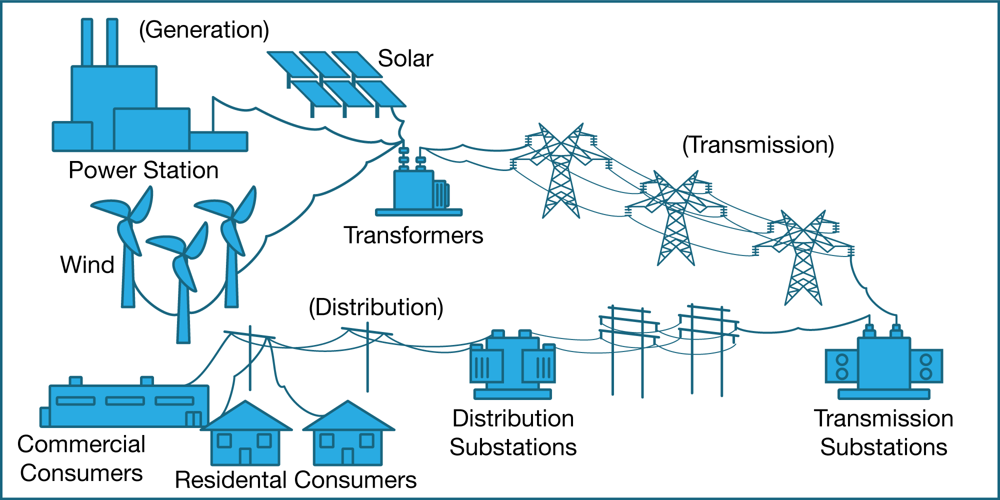 (Generation)
Solar
Power Station
(Transmission)
Transformers
Wind
(Distribution)
Distribution
Substations
Transmission
Substations
Commercial
Consumers
Residental Consumers